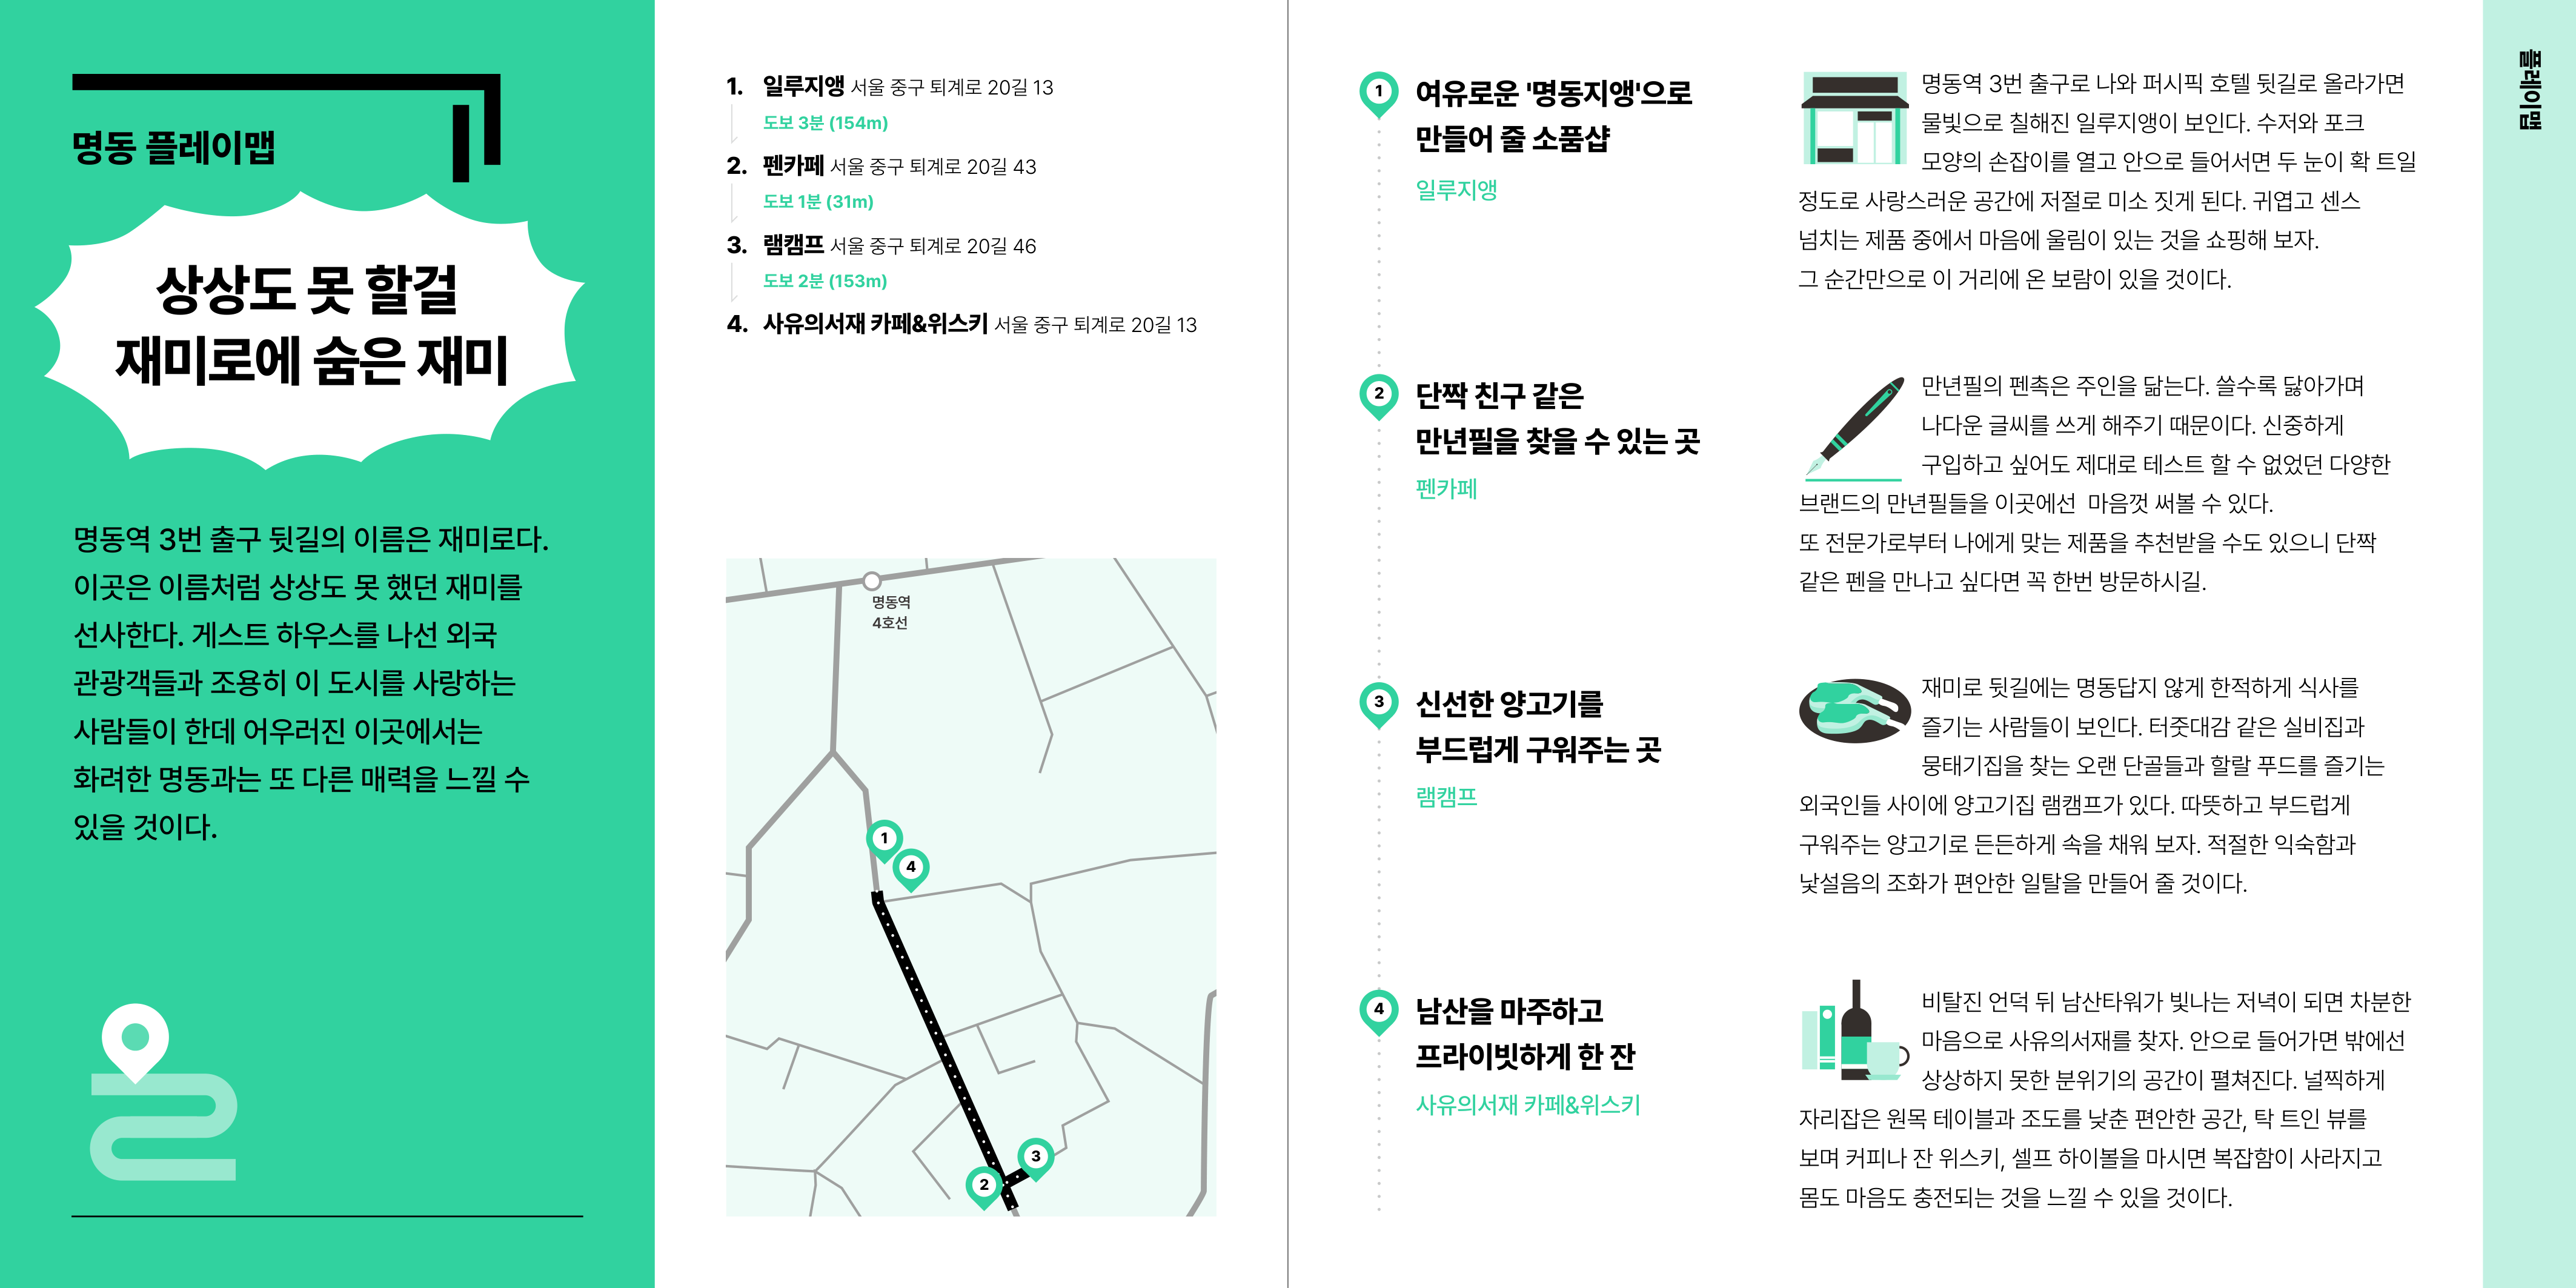 명동 플레이맵
상상도 못 할걸
재미로에 숨은 재미
명동역 3번 출구 뒷길의 이름은 재미로다.
이곳은 이름처럼 상상도 못 했던 재미를
선사한다. 게스트 하우스를 나선 외국
관광객들과 조용히 이 도시를 사랑하는
사람들이 한데 어우러진 이곳에서는
화려한 명동과는 또 다른 매력을 느낄 수
있을 것이다.
1. 일루지앵 서울 중구 퇴계로 20길 13
도보 3분 (154m)
2. 펜카페 서울 중구 퇴계로 20길 43
도보 1분 (31m)
3. 램캠프 서울 중구 퇴계로 20길 46
도보 2분 (153m)
4. 사유의서재 카페&위스키 서울 중구 퇴계로 20길 13
명동역
4호선
1
4
3
2
1
여유로운 '명동지앵'으로
만들어 줄 소품샵
일루지앵
명동역 3번 출구로 나와 퍼시픽 호텔 뒷길로 올라가면
물빛으로 칠해진 일루지앵이 보인다. 수저와 포크
모양의 손잡이를 열고 안으로 들어서면 두 눈이 확 트일
정도로 사랑스러운 공간에 저절로 미소 짓게 된다. 귀엽고 센스
넘치는 제품 중에서 마음에 울림이 있는 것을 쇼핑해 보자.
그 순간만으로 이 거리에 온 보람이 있을 것이다.
2
단짝 친구 같은
만년필을 찾을 수 있는 곳
펜카페
만년필의 펜촉은 주인을 닮는다. 쓸수록 닳아가며
나다운 글씨를 쓰게 해주기 때문이다. 신중하게
구입하고 싶어도 제대로 테스트 할 수 없었던 다양한
브랜드의 만년필들을 이곳에선  마음껏 써볼 수 있다.
또 전문가로부터 나에게 맞는 제품을 추천받을 수도 있으니 단짝
같은 펜을 만나고 싶다면 꼭 한번 방문하시길.
3
신선한 양고기를
부드럽게 구워주는 곳
램캠프
재미로 뒷길에는 명동답지 않게 한적하게 식사를
즐기는 사람들이 보인다. 터줏대감 같은 실비집과
뭉태기집을 찾는 오랜 단골들과 할랄 푸드를 즐기는
외국인들 사이에 양고기집 램캠프가 있다. 따뜻하고 부드럽게
구워주는 양고기로 든든하게 속을 채워 보자. 적절한 익숙함과
낯설음의 조화가 편안한 일탈을 만들어 줄 것이다.
4
남산을 마주하고
프라이빗하게 한 잔
사유의서재 카페&위스키
비탈진 언덕 뒤 남산타워가 빛나는 저녁이 되면 차분한
마음으로 사유의서재를 찾자. 안으로 들어가면 밖에선
상상하지 못한 분위기의 공간이 펼쳐진다. 널찍하게
자리잡은 원목 테이블과 조도를 낮춘 편안한 공간, 탁 트인 뷰를
보며 커피나 잔 위스키, 셀프 하이볼을 마시면 복잡함이 사라지고
몸도 마음도 충전되는 것을 느낄 수 있을 것이다.
플레이맵